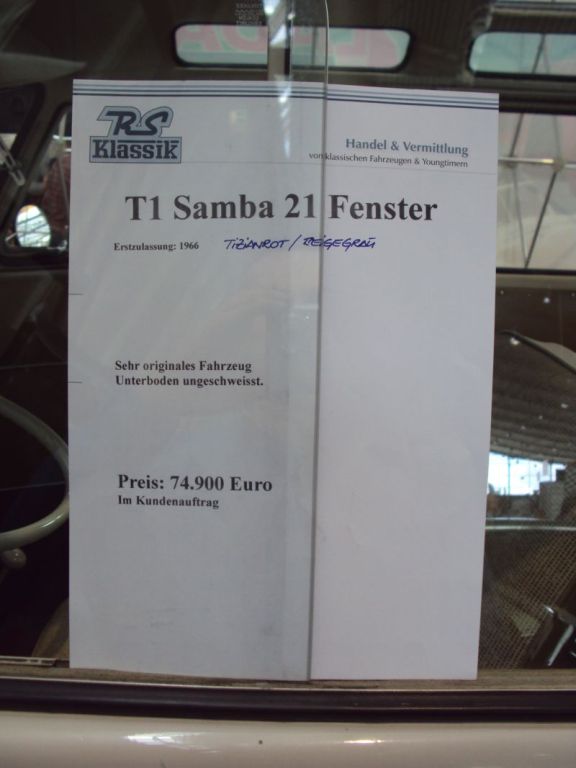 RS
Klassik
Handel & Vermittlung
von klassischen Fahrzeugen & Youngtimern
T1 Samba 21 Fenster
Erstzulassung: 1966 TIZIANROT / BEIGEGRAU
Sehr originales Fahrzeug
Unterboden ungeschweisst.
Preis: 74.900 Euro
Im Kundenauftrag